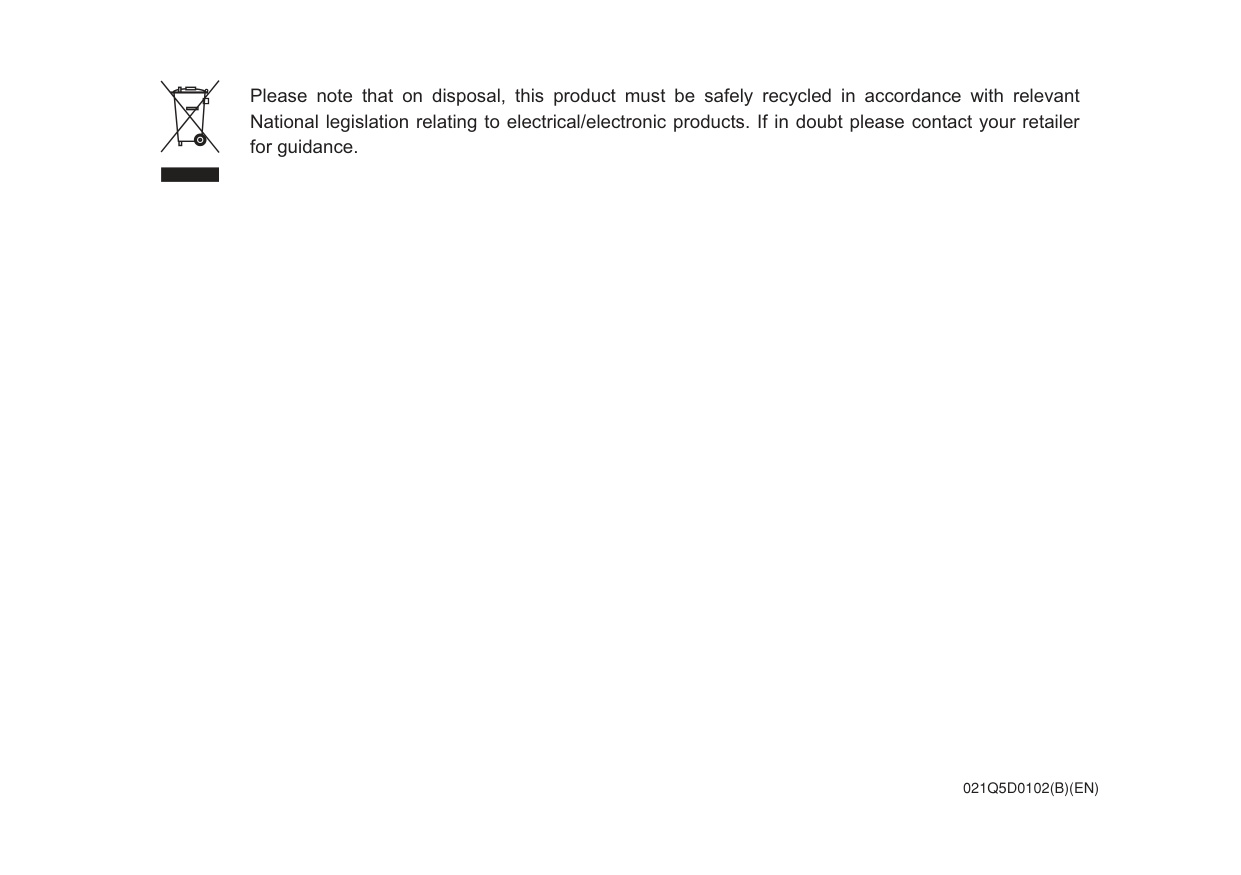 Please note that on disposal, this product must be safely recycled in accordance with relevant
National legislation relating to electrical/electronic products. If in doubt please contact your retailer
for guidance.
021Q5D0102(B)(EN)